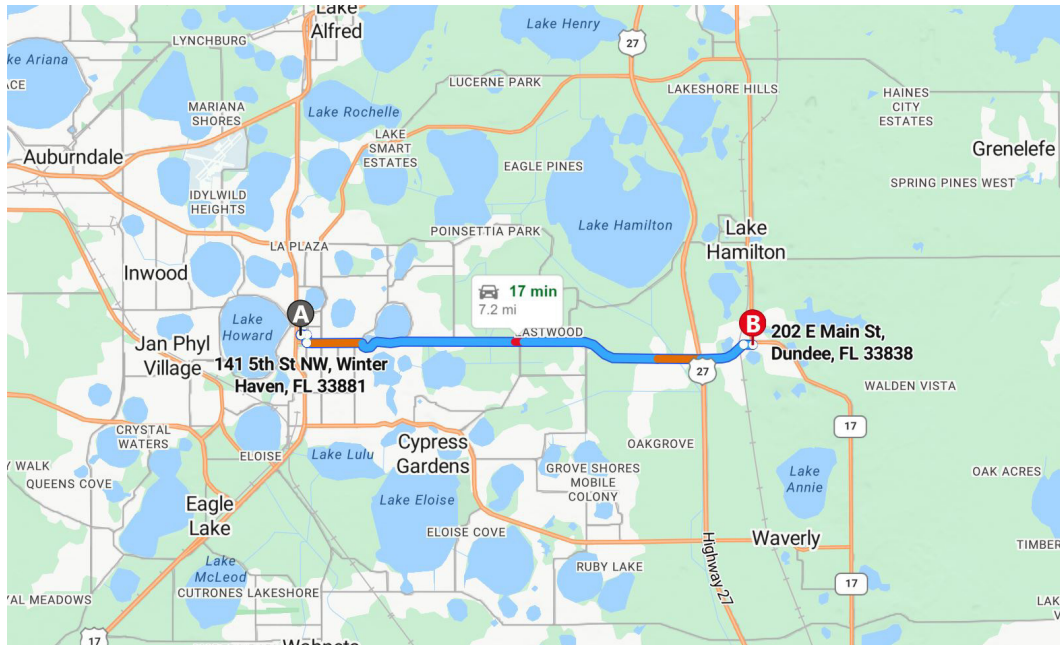 Lake
Alfred
LYNCHBURG
Lake Henry
27
ke Ariana
ACE
LUCERNE PARK
LAKESHORE HILLS
HAINES
CITY
ESTATES
MARIANA
SHORES
Lake Rochelle
LAKE
SMART
ESTATES
Auburndale
EAGLE PINES
Grenelefe
SPRING PINES WEST
IDYLWILD
HEIGHTS
Lake Hamilton
POINSETTIA PARK
Lake
Hamilton
LA PLAZA
Inwood
17 min
7.2 mi
A
B
Lake
Howard
EASTWOOD
202 E Main St,
Dundee, FL 33838
Jan Phyl
Village
141 5th St NW, Winter
Haven, FL 33881
27
WALDEN VISTA
17
CRYSTAL
WATERS
ELOISE
Lake Lulu
Cypress
Gardens
OAKGROVE
Y WALK
QUEENS COVE
GROVE SHORES
MOBILE
COLONY
Lake
Annie
OAK ACRES
Eagle
Lake
Lake Eloise
ELOISE COVE
Highway 27
Waverly
TIMBER
Lake
McLeod
RUBY LAKE
17
CUTRONES LAKESHORE
YAL MEADOWS
LAK
V
17
Wahneta